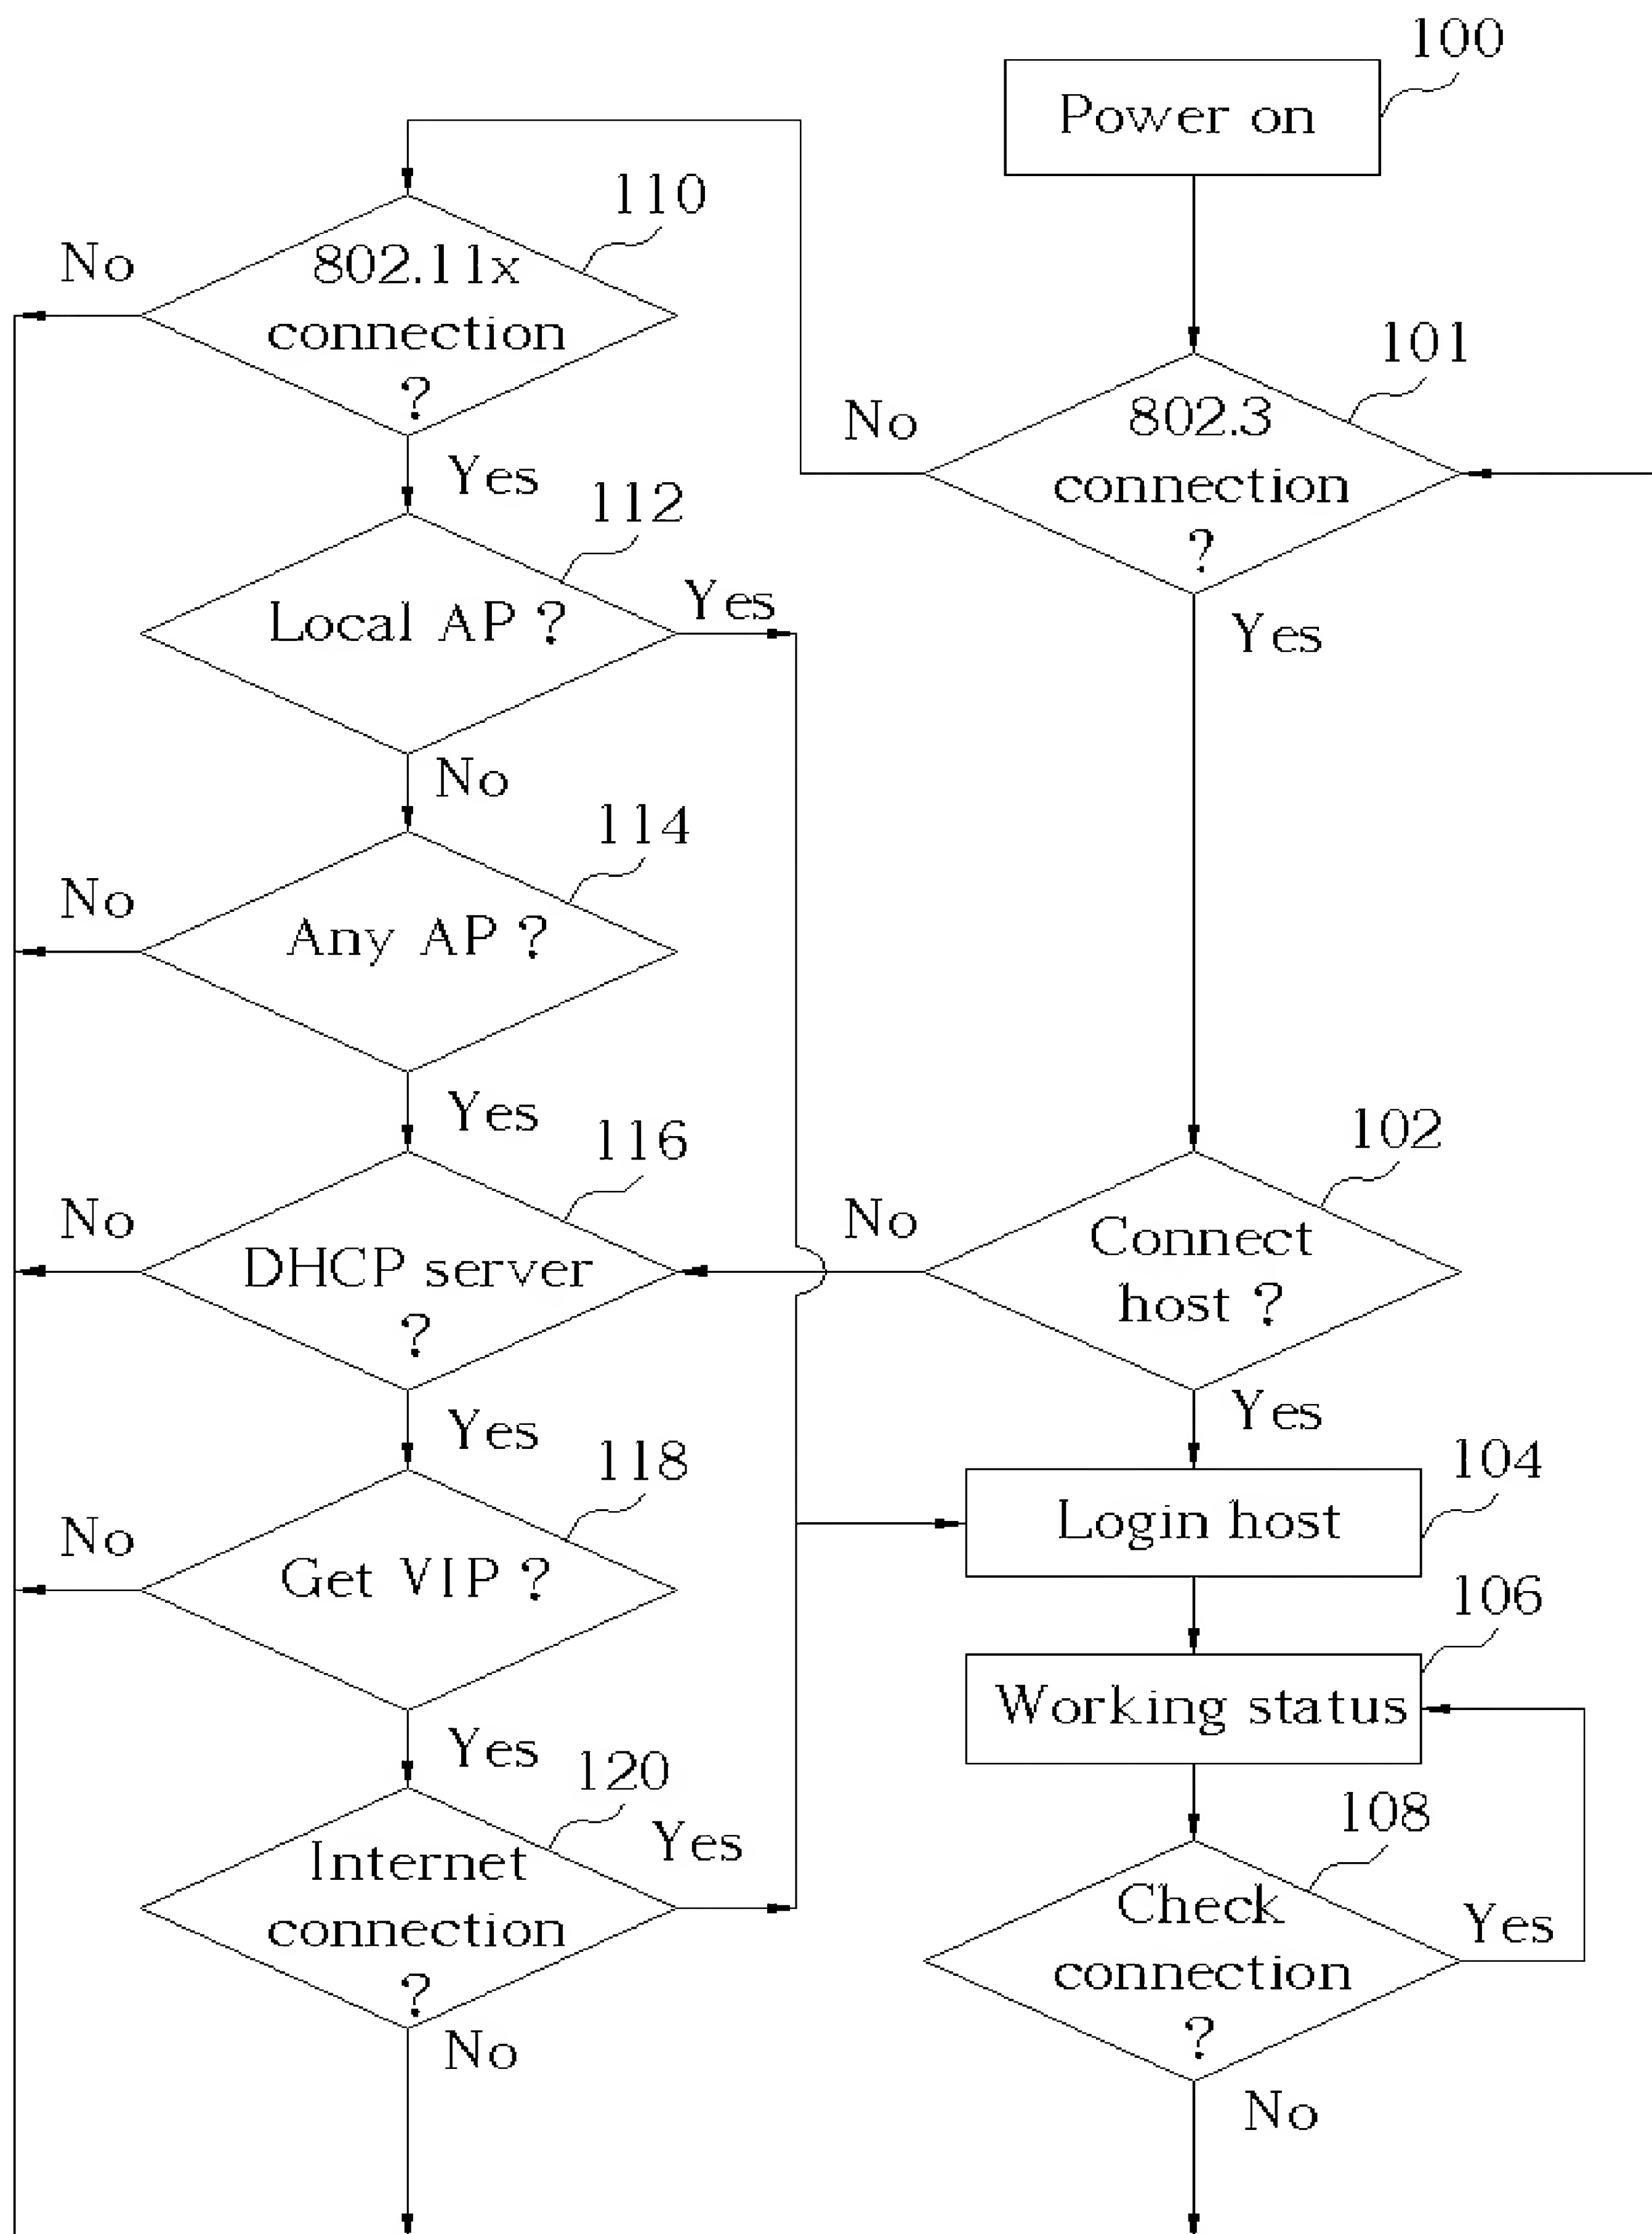 100
Power on
110
No
802.11x
connection
?
101
No
802.3
connection
?
Yes
112
Local AP ?
Yes
Yes
No
114
No
Any AP ?
Yes
116
102
No
DHCP server
?
No
Connect
host ?
Yes
Yes
118
104
No
Get VIP ?
Login host
106
Working status
Yes
120
108
Internet
connection
?
Yes
Check
connection
?
Yes
No
No